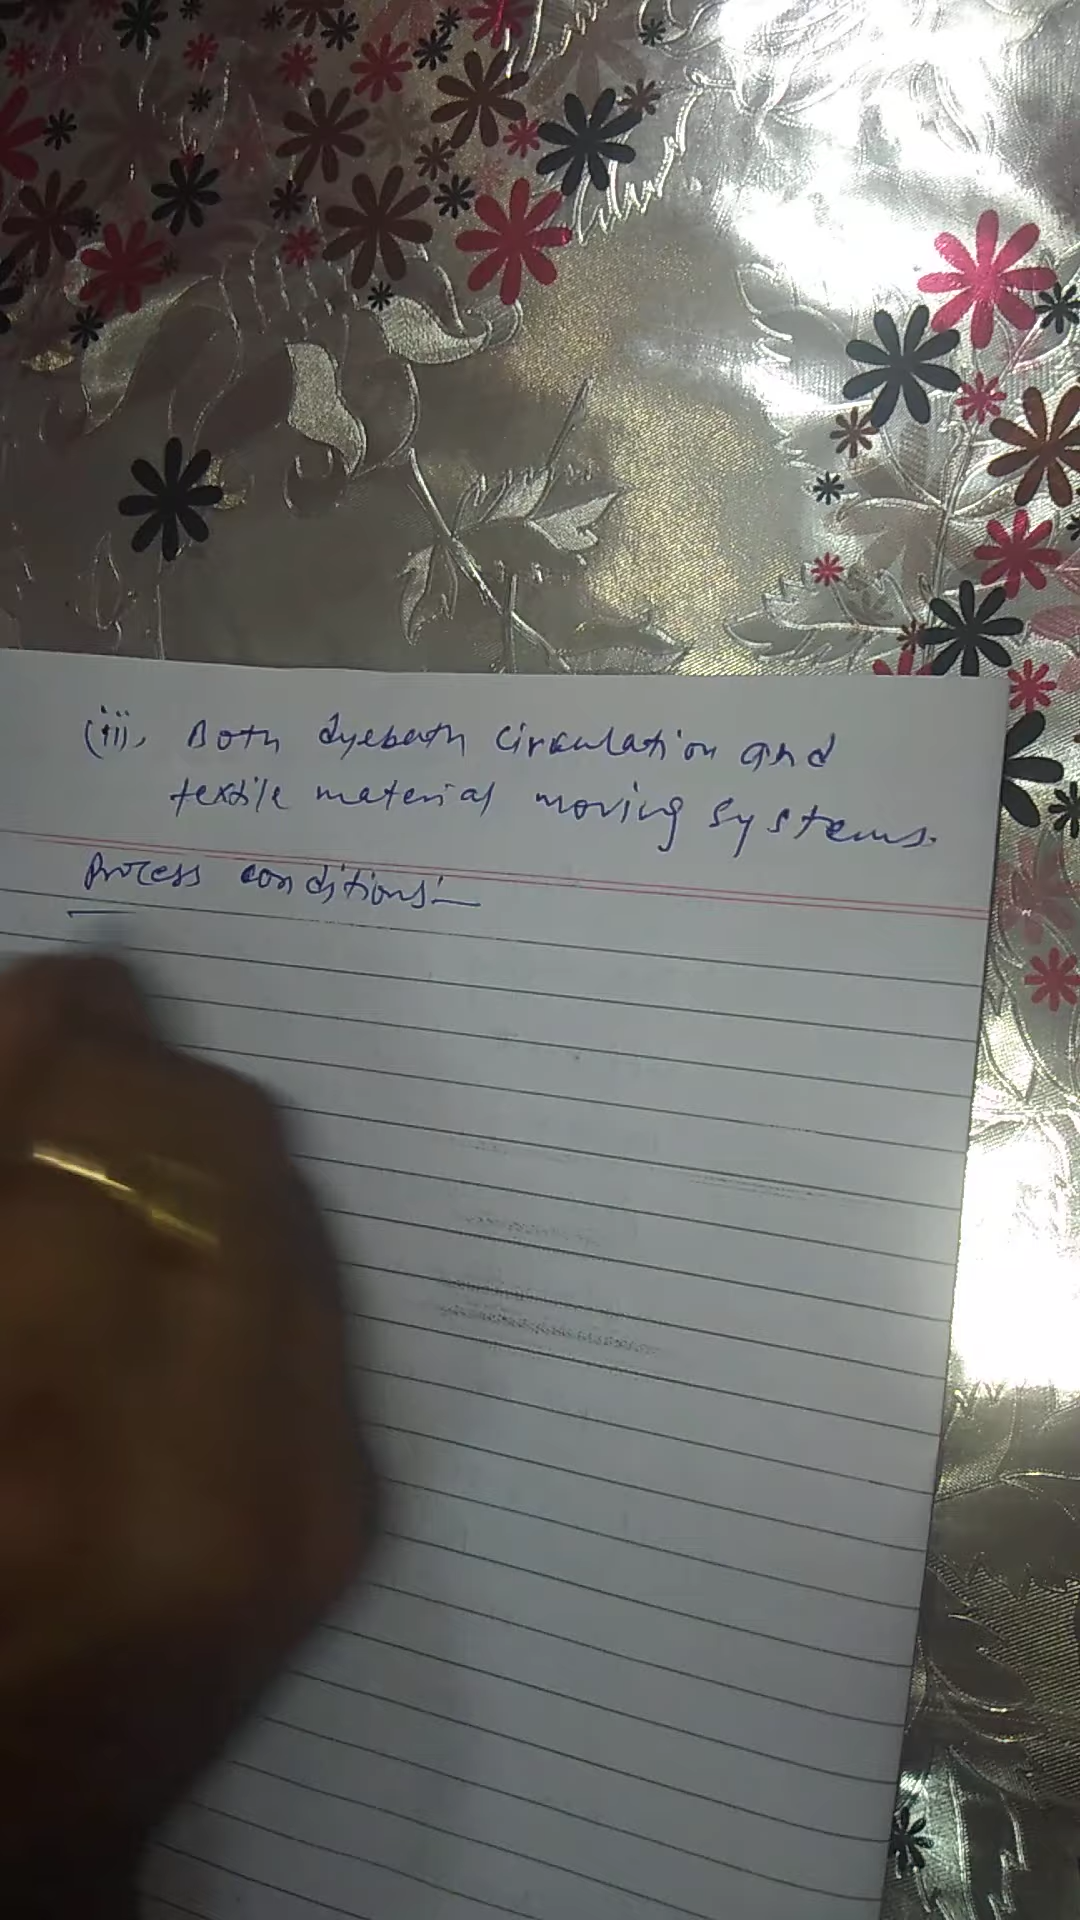 (iii), Both dyebath circulation and
textile material moving systems.
Process conditions:-